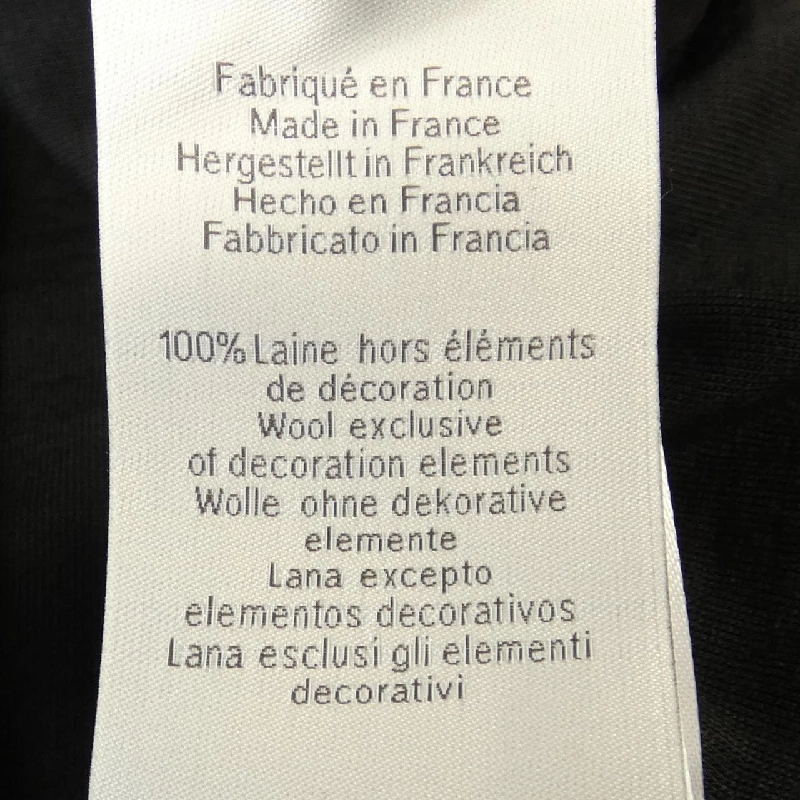 Fabriqué en France
Made in France
Hergestellt in Frankreich
Hecho en Francia
Fabbricato in Francia
100% Laine hors éléments
de décoration
Wool exclusive
of decoration elements
Wolle ohne dekorative
elemente
Lana excepto
elementos decorativos
Lana esclusi gli elementi
decorativi